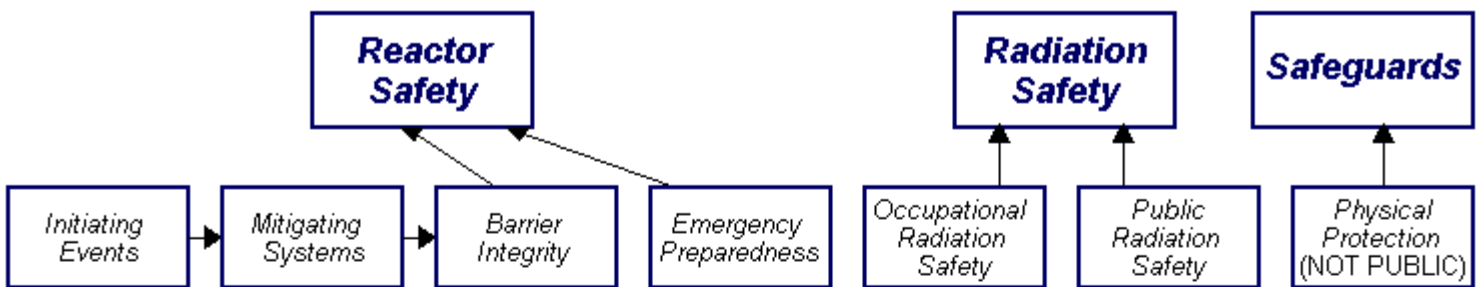 Reactor
Safety
Radiation
Safety
Safeguards
Initiating
Events
Mitigating
Systems
Barrier
Integrity
Emergency
Preparedness
Occupational
Radiation
Safety
Public
Radiation
Safety
Physical
Protection
(NOT PUBLIC)